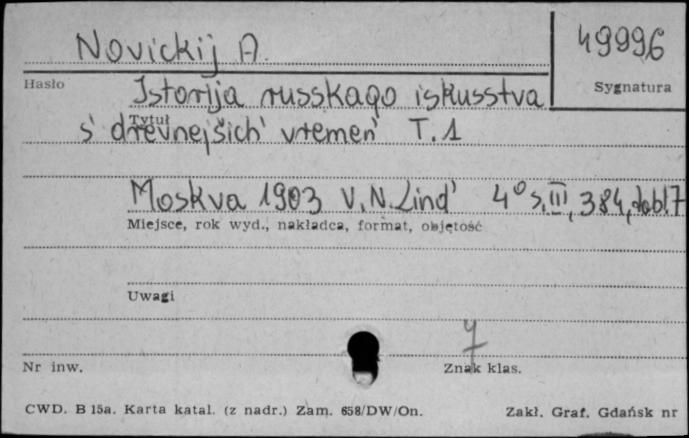 Novickij A.
49996
Hasło
Sygnatura
Istorija russkago iskusstva
Tytuł
s' drevnejšich' vremen' T. 1
Moskva 1903 V. N. Lind' 4° s. III, 384, tabl. 7
Miejsce, rok wyd., nakładca, format, objętość
Uwagi
4
Nr inw.
Znak klas.
CWD. B 15a. Karta katal. (z nadr.) Zam. 658/DW/On.
Zakł. Graf. Gdańsk nr